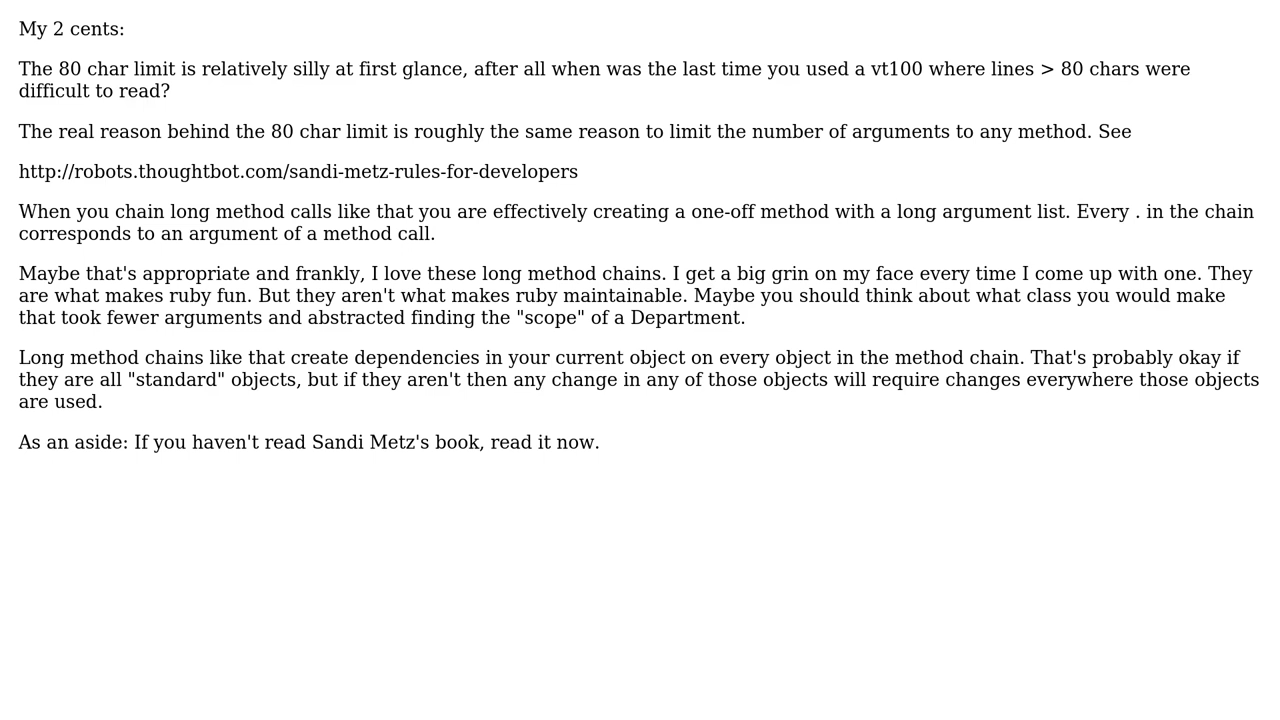 My 2 cents:
The 80 char limit is relatively silly at first glance, after all when was the last time you used a vt100 where lines > 80 chars were
difficult to read?
The real reason behind the 80 char limit is roughly the same reason to limit the number of arguments to any method. See
http://robots.thoughtbot.com/sandi-metz-rules-for-developers
When you chain long method calls like that you are effectively creating a one-off method with a long argument list. Every . in the chain
corresponds to an argument of a method call.
Maybe that's appropriate and frankly, I love these long method chains. I get a big grin on my face every time I come up with one. They
are what makes ruby fun. But they aren't what makes ruby maintainable. Maybe you should think about what class you would make
that took fewer arguments and abstracted finding the "scope" of a Department.
Long method chains like that create dependencies in your current object on every object in the method chain. That's probably okay if
they are all "standard" objects, but if they aren't then any change in any of those objects will require changes everywhere those objects
are used.
As an aside: If you haven't read Sandi Metz's book, read it now.